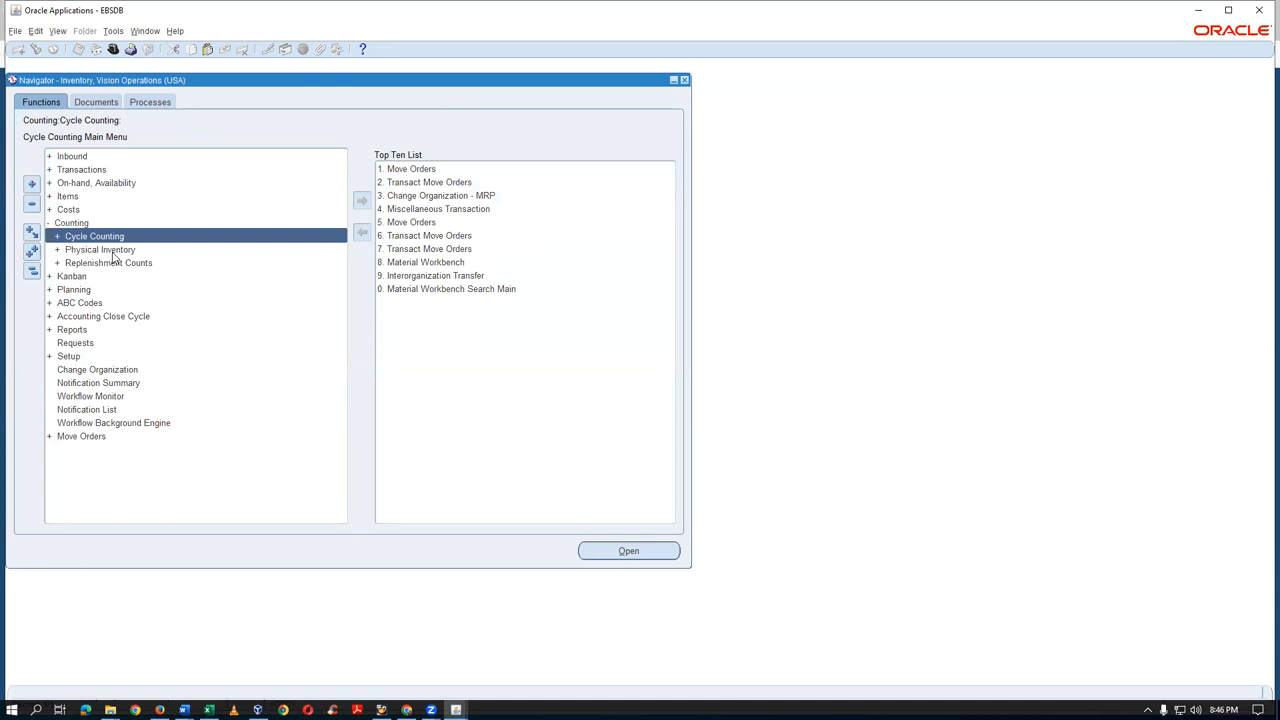 Oracle Applications - EBSDB
File Edit View Folder Tools Window Help
ORACLE
Navigator - Inventory, Vision Operations (USA)
Functions Documents Processes
Counting:Cycle Counting:
Cycle Counting Main Menu
+ Inbound
+ Transactions
+ On-hand, Availability
+ Items
+ Costs
- Counting
+ Cycle Counting
+ Physical Inventory
+ Replenishment Counts
+ Kanban
+ Planning
+ ABC Codes
+ Accounting Close Cycle
+ Reports
Requests
+ Setup
Change Organization
Notification Summary
Workflow Monitor
Notification List
Workflow Background Engine
+ Move Orders
Top Ten List
1. Move Orders
2. Transact Move Orders
3. Change Organization - MRP
4. Miscellaneous Transaction
5. Move Orders
6. Transact Move Orders
7. Transact Move Orders
8. Material Workbench
9. Interorganization Transfer
0. Material Workbench Search Main
Open
8:46 PM